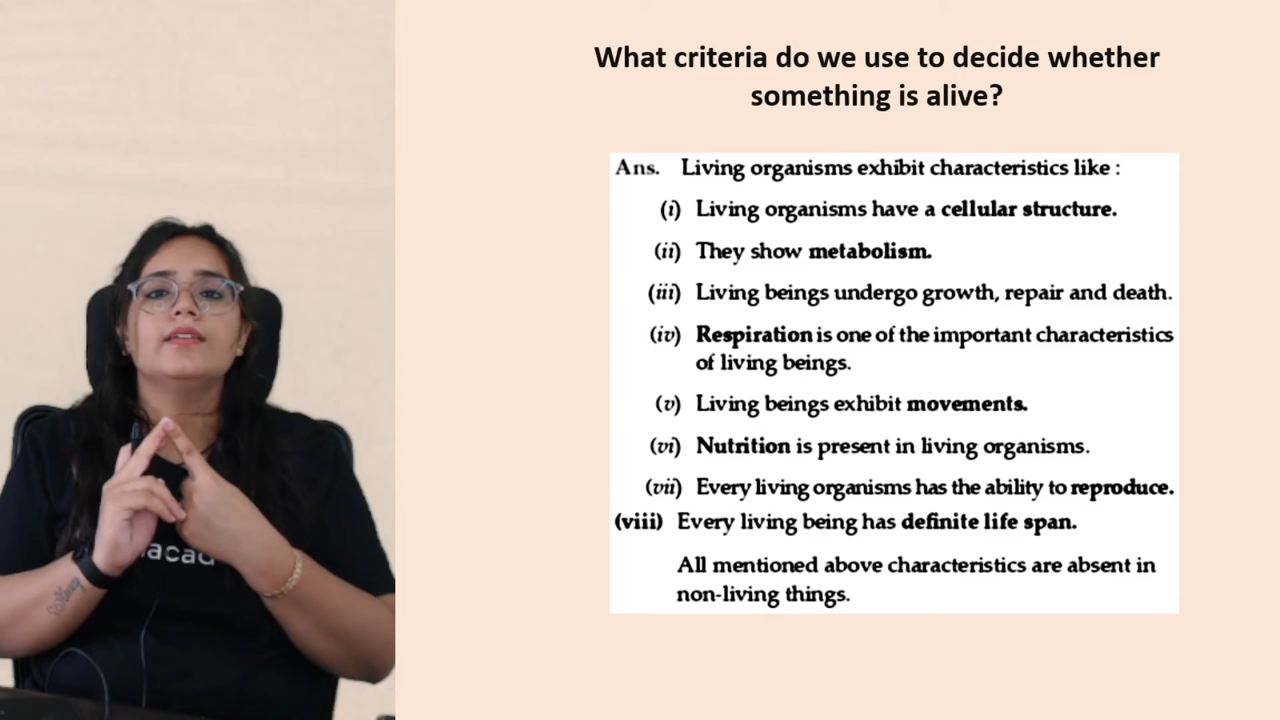 What criteria do we use to decide whether
something is alive?
Ans. Living organisms exhibit characteristics like :
(i) Living organisms have a cellular structure.
(ii) They show metabolism.
(iii) Living beings undergo growth, repair and death.
(iv) Respiration is one of the important characteristics
of living beings.
(v) Living beings exhibit movements.
(vi) Nutrition is present in living organisms.
(vii) Every living organisms has the ability to reproduce.
(viii) Every living being has definite life span.
All mentioned above characteristics are absent in
non-living things.